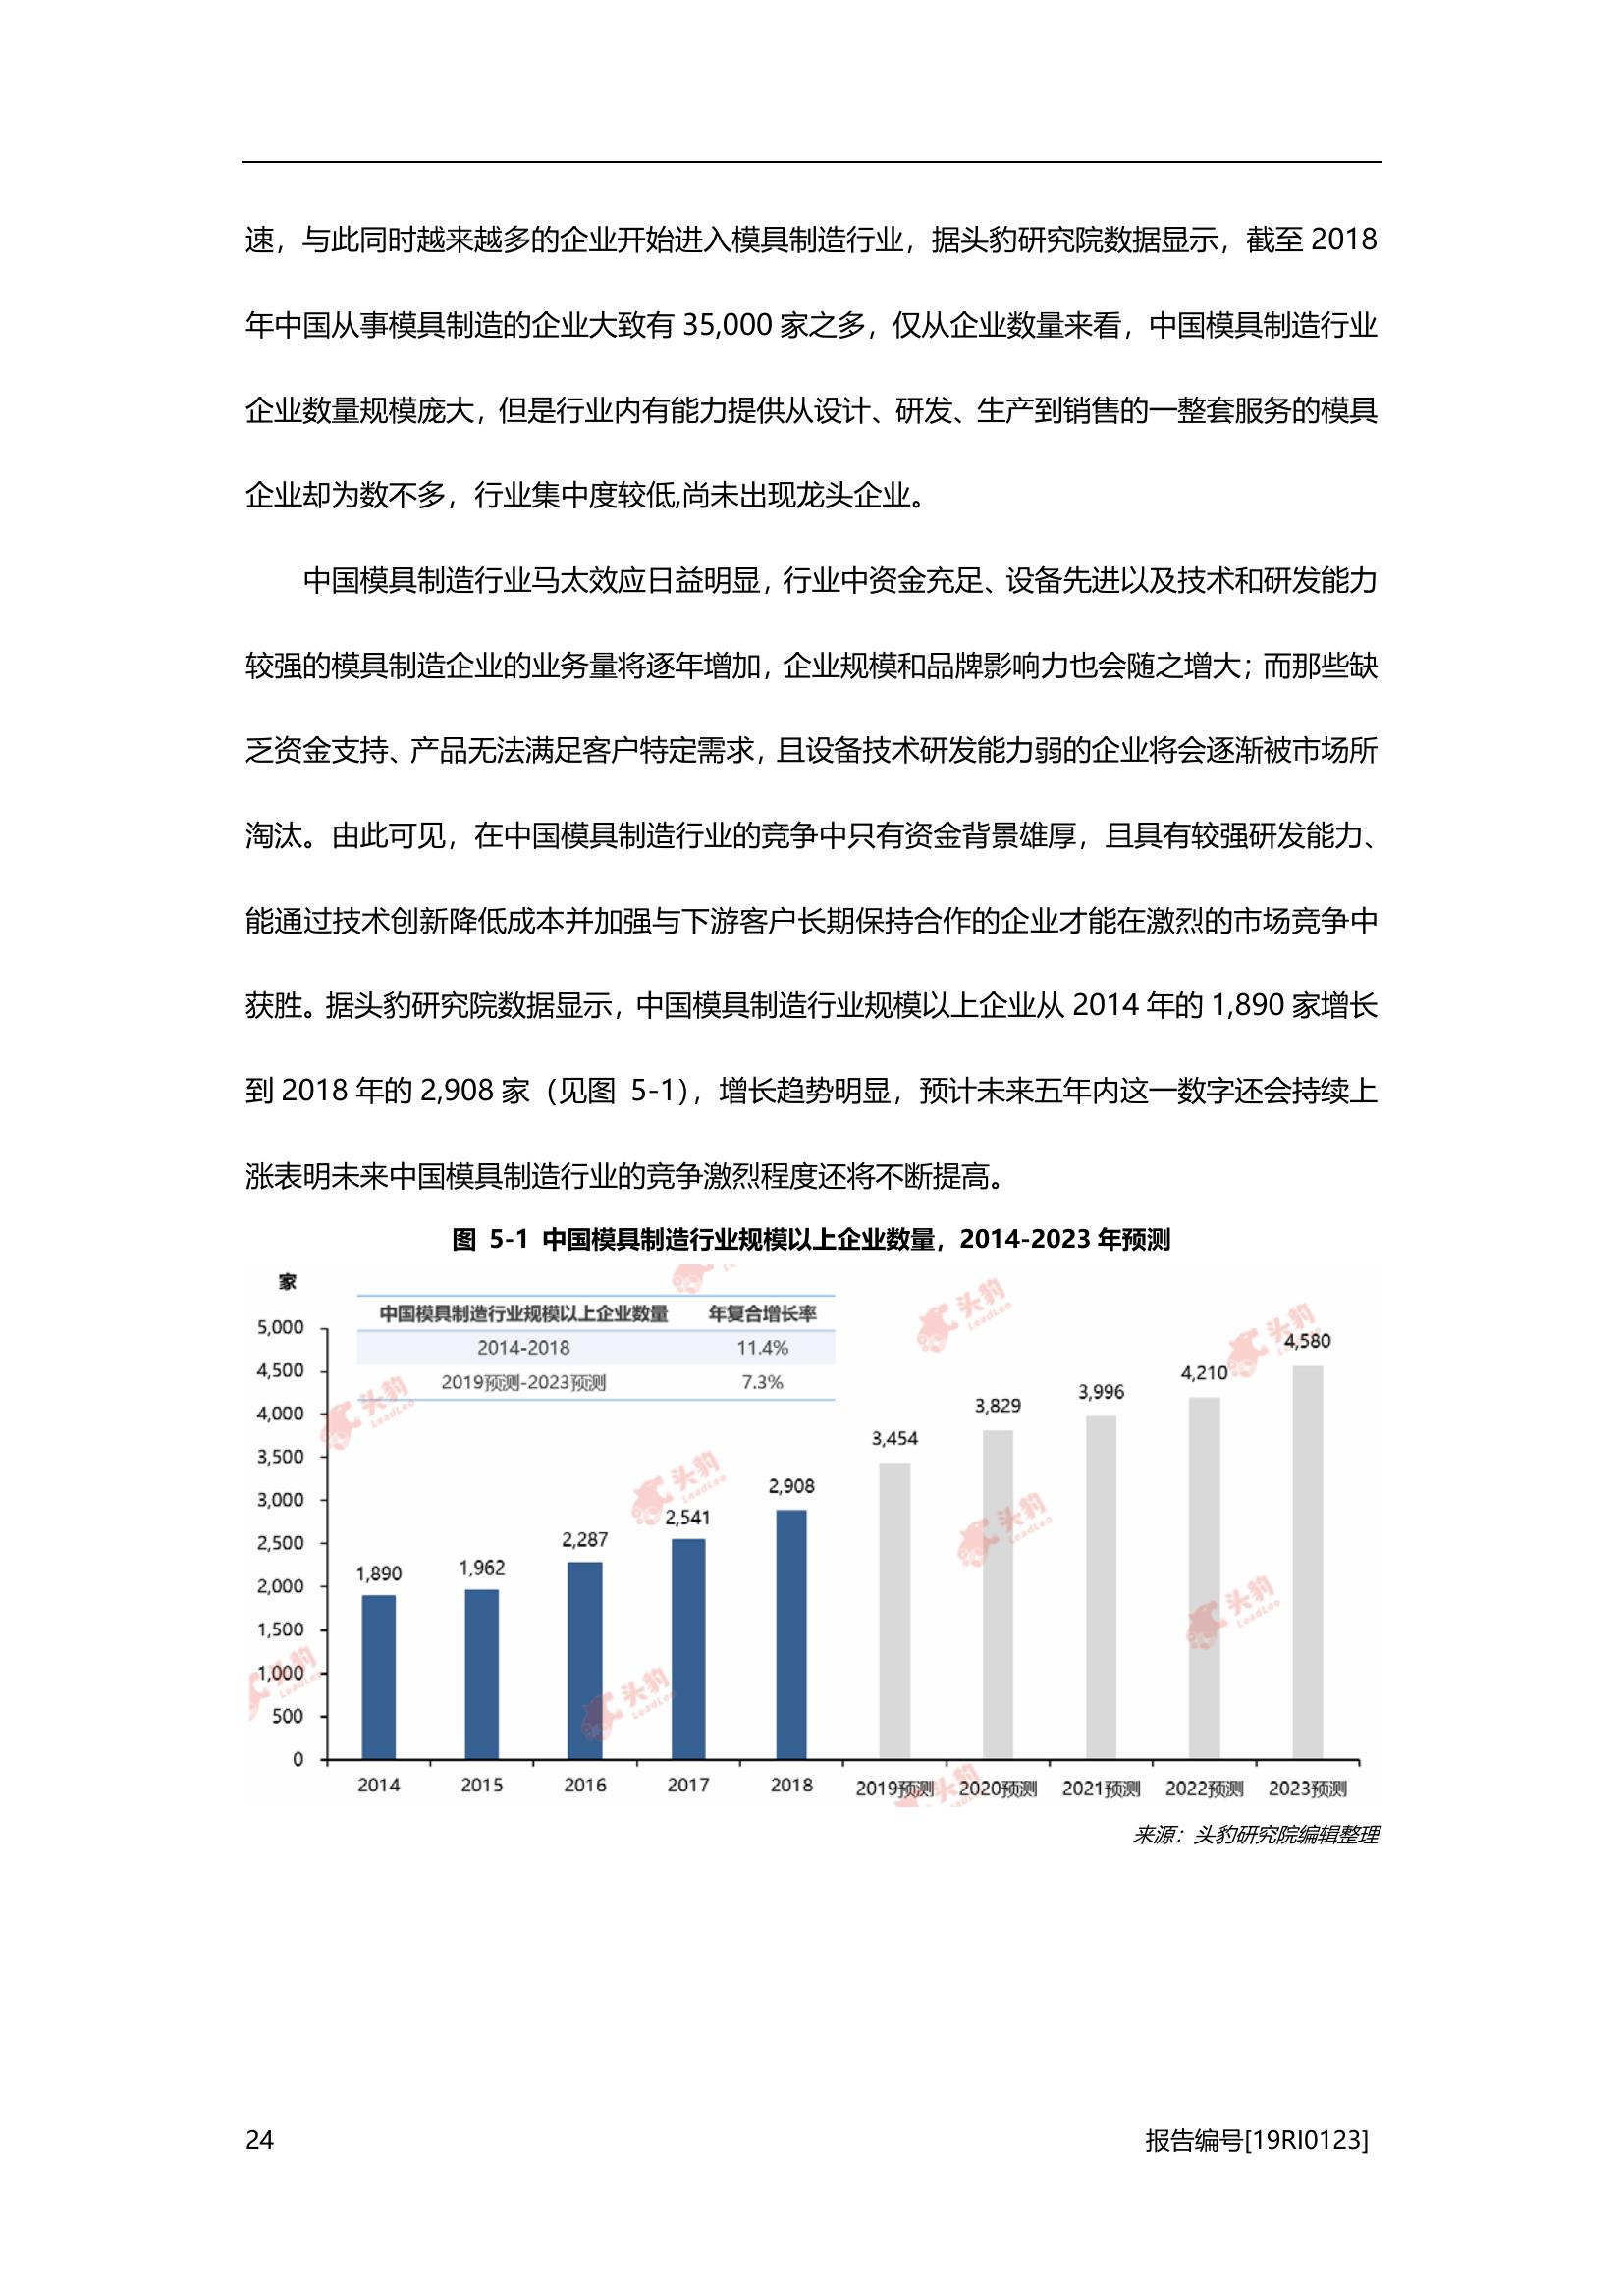 速，与此同时越来越多的企业开始进入模具制造行业，据头豹研究院数据显示，截至 2018
年中国从事模具制造的企业大致有 35,000 家之多，仅从企业数量来看，中国模具制造行业
企业数量规模庞大，但是行业内有能力提供从设计、研发、生产到销售的一整套服务的模具
企业却为数不多，行业集中度较低,尚未出现龙头企业。
中国模具制造行业马太效应日益明显，行业中资金充足、设备先进以及技术和研发能力
较强的模具制造企业的业务量将逐年增加，企业规模和品牌影响力也会随之增大；而那些缺
乏资金支持、产品无法满足客户特定需求，且设备技术研发能力弱的企业将会逐渐被市场所
淘汰。由此可见，在中国模具制造行业的竞争中只有资金背景雄厚，且具有较强研发能力、
能通过技术创新降低成本并加强与下游客户长期保持合作的企业才能在激烈的市场竞争中
获胜。据头豹研究院数据显示，中国模具制造行业规模以上企业从 2014 年的 1,890 家增长
到 2018 年的 2,908 家（见图 5-1），增长趋势明显，预计未来五年内这一数字还会持续上
涨表明未来中国模具制造行业的竞争激烈程度还将不断提高。
图 5-1 中国模具制造行业规模以上企业数量，2014-2023 年预测
家
中国模具制造行业规模以上企业数量 年复合增长率
2014-2018 11.4%
2019预测-2023预测 7.3%
5,000
4,500
4,000
3,500
3,000
2,500
2,000
1,500
1,000
500
0
1,890
1,962
2,287
2,541
2,908
3,454
3,829
3,996
4,210
4,580
2014 2015 2016 2017 2018 2019预测 2020预测 2021预测 2022预测 2023预测
头豹 LeadLeo
头豹 LeadLeo
头豹 LeadLeo
头豹 LeadLeo
头豹 LeadLeo
头豹 LeadLeo
头豹 LeadLeo
头豹 LeadLeo
头豹
来源：头豹研究院编辑整理
24 报告编号[19RI0123]